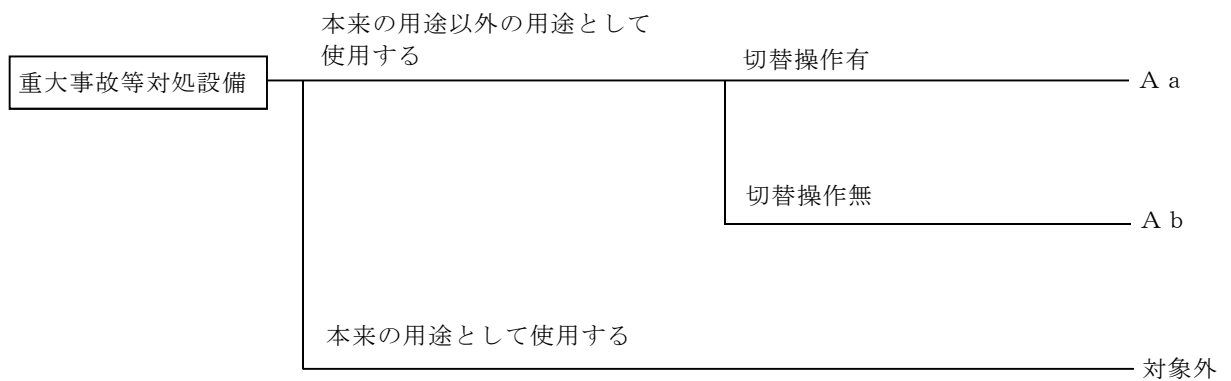 本来の用途以外の用途として
使用する
切替操作有
重大事故等対処設備
Ａａ
切替操作無
Ａｂ
本来の用途として使用する
対象外